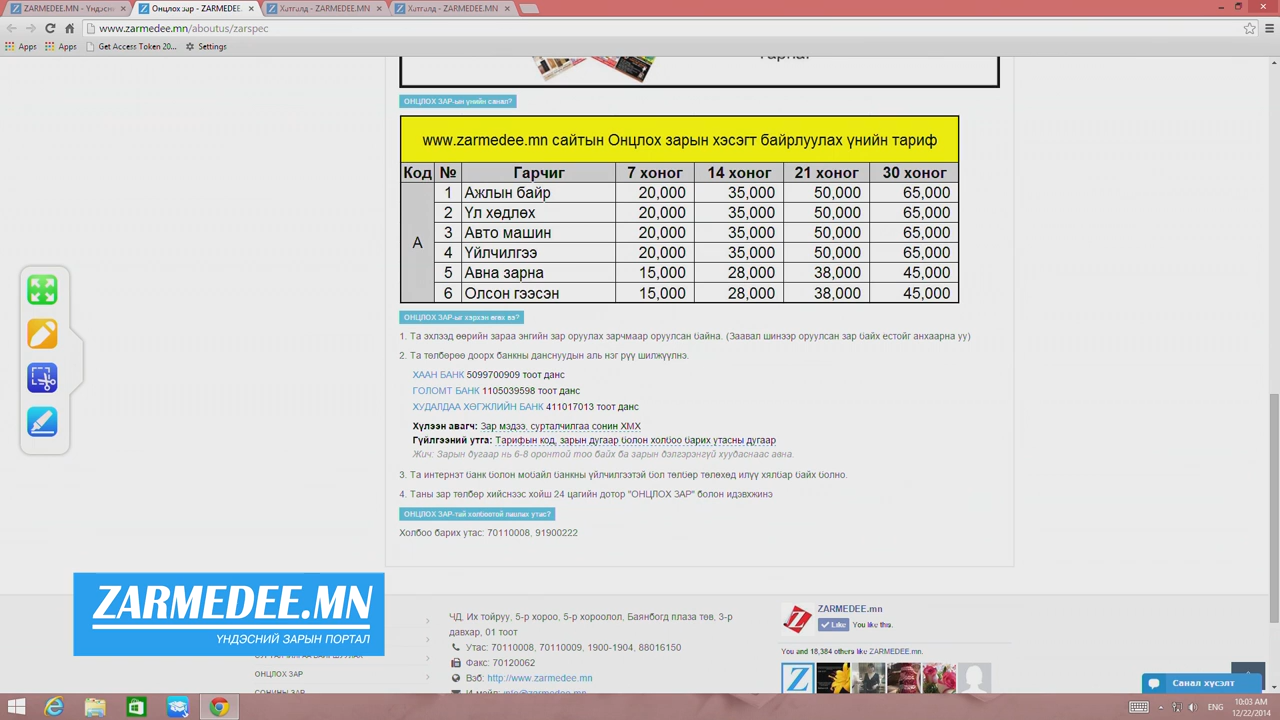 ZARMEDEE.MN - Үндэсн
Онцлох зар - ZARMEDEE.
Хэтгалд - ZARMEDEE.MN
Хэтгалд - ZARMEDEE.MN
www.zarmedee.mn/aboutus/zarspec
Apps
Apps
Get Access Token 20...
Settings
ОНЦЛОХ ЗАР-ын үнийн санал?
www.zarmedee.mn сайтын Онцлох зарын хэсэгт байрлуулах үнийн тариф
Код № Гарчиг 7 хоног 14 хоног 21 хоног 30 хоног
А
1 Ажлын байр 20,000 35,000 50,000 65,000
2 Үл хөдлөх 20,000 35,000 50,000 65,000
3 Авто машин 20,000 35,000 50,000 65,000
4 Үйлчилгээ 20,000 35,000 50,000 65,000
5 Авна зарна 15,000 28,000 38,000 45,000
6 Олсон гээсэн 15,000 28,000 38,000 45,000
ОНЦЛОХ ЗАР-ыг хэрхэн өгөх вэ?
1. Та эхлээд өөрийн зараа энгийн зар оруулах зарчмаар оруулсан байна. (Заавал шинээр оруулсан зар байх ёстойг анхаарна уу)
2. Та төлбөрөө доорх банкны данснуудын аль нэг рүү шилжүүлнэ.
ХААН БАНК 5099700909 тоот данс
ГОЛОМТ БАНК 1105039598 тоот данс
ХУДАЛДАА ХӨГЖЛИЙН БАНК 411017013 тоот данс
Хүлээн авагч: Зар мэдээ, сурталчилгаа сонин ХМХ
Гүйлгээний утга: Тарифын код, зарын дугаар болон холбоо барих утасны дугаар
Жич: Зарын дугаар нь 6-8 оронтой тоо байх ба зарын дэлгэрэнгүй хуудаснаас авна.
3. Та интернэт банк болон мобайл банкны үйлчилгээтэй бол төлбөр төлөхөд илүү хялбар байх болно.
4. Таны зар төлбөр хийснээс хойш 24 цагийн дотор "ОНЦЛОХ ЗАР" болон идэвхжинэ
ОНЦЛОХ ЗАР-тай холбоотой лавлах утас?
Холбоо барих утас: 70110008, 91900222
ZARMEDEE.MN
ҮНДЭСНИЙ ЗАРЫН ПОРТАЛ
ОНЦЛОХ ЗАР
СОНИНЫ ЗАР
ЧД. Их тойруу, 5-р хороо, 5-р хороолол, Баянбогд плаза төв, 3-р
давхар, 01 тоот
Утас: 70110008, 70110009, 1900-1904, 88016150
Факс: 70120062
Вэб: http://www.zarmedee.mn
И-мэйл: info@zarmedee.mn
ZARMEDEE.mn
Like You like this.
You and 18,384 others like ZARMEDEE.mn.
Санал хүсэлт
ENG
10:03 AM
12/22/2014